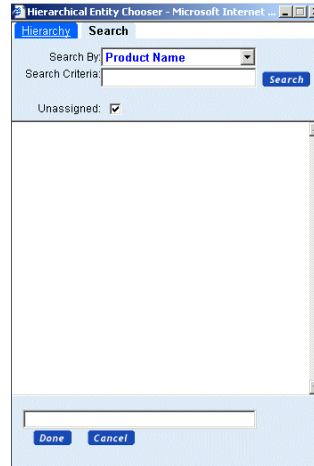 Hierarchical Entity Chooser - Microsoft Internet ...
Hierarchy Search
Search By: Product Name
Search Criteria: Search
Unassigned:
Done Cancel